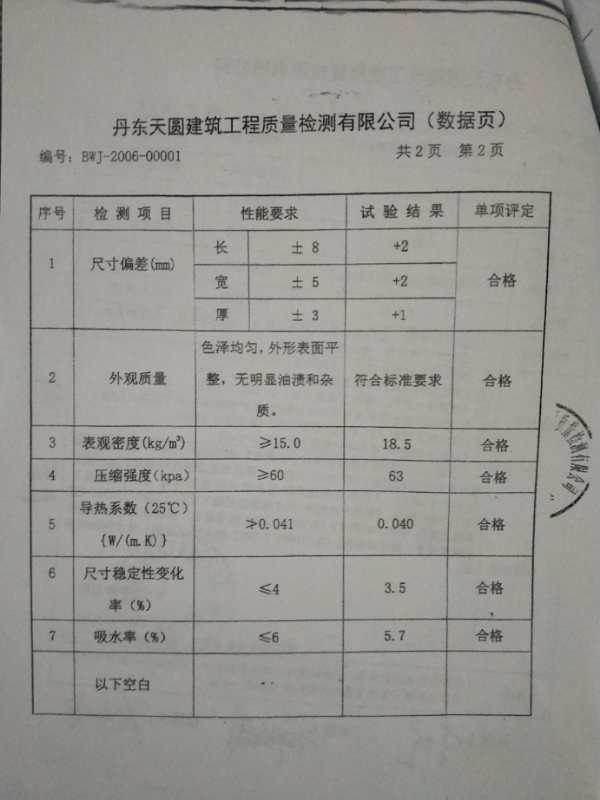 丹东天圆建筑工程质量检测有限公司（数据页）
编号：BWJ-2006-00001 共2页 第2页
序号 检测项目 性能要求 试验结果 单项评定
1 尺寸偏差(mm) 长 ±8 +2 合格
宽 ±5 +2
厚 ±3 +1
2 外观质量 色泽均匀，外形表面平
整，无明显油渍和杂
质。 符合标准要求 合格
3 表观密度(kg/m³) ≥15.0 18.5 合格
4 压缩强度(kpa) ≥60 63 合格
5 导热系数（25℃）
{W/(m.K)} ≯0.041 0.040 合格
6 尺寸稳定性变化
率（%） ≤4 3.5 合格
7 吸水率（%） ≤6 5.7 合格
以下空白
质量检测有限公司